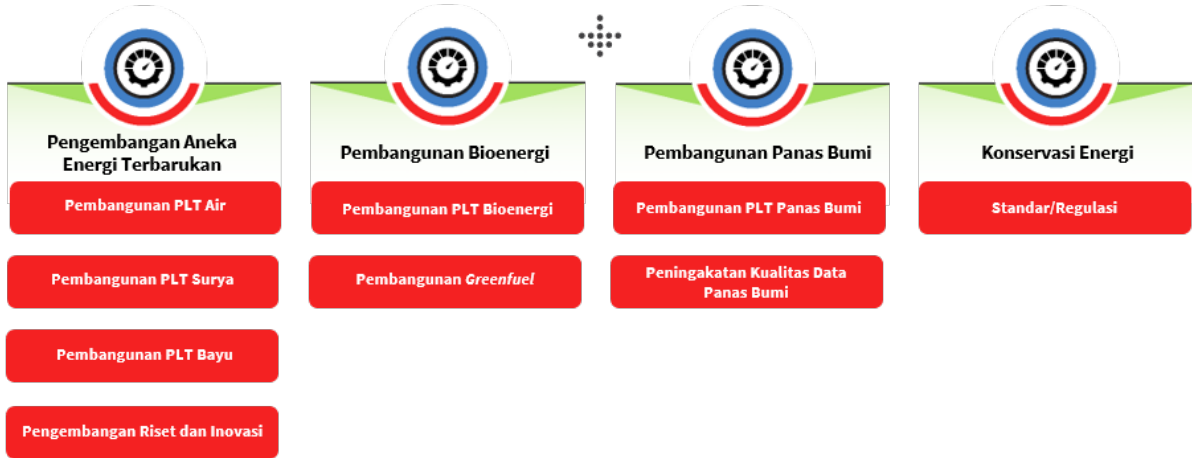 Pengembangan Aneka
Energi Terbarukan
Pembangunan PLT Air
Pembangunan PLT Surya
Pembangunan PLT Bayu
Pengembangan Riset dan Inovasi
Pembangunan Bioenergi
Pembangunan PLT Bioenergi
Pembangunan Greenfuel
Pembangunan Panas Bumi
Pembangunan PLT Panas Bumi
Peningakatan Kualitas Data
Panas Bumi
Konservasi Energi
Standar/Regulasi